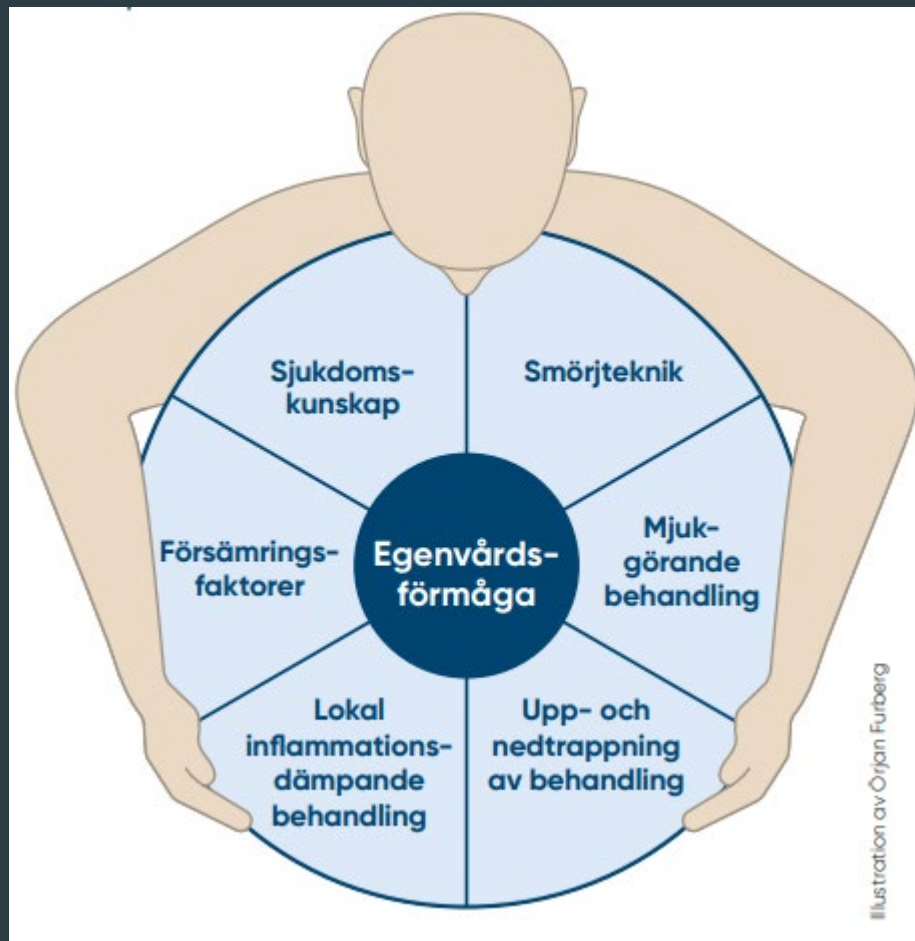 Sjukdoms-
kunskap
Smörjteknik
Mjuk-
görande
behandling
Upp- och
nedtrappning
av behandling
Lokal
inflammations-
dämpande
behandling
Försämrings-
faktorer
Egenvårds-
förmåga
Illustration av Örjan Furberg